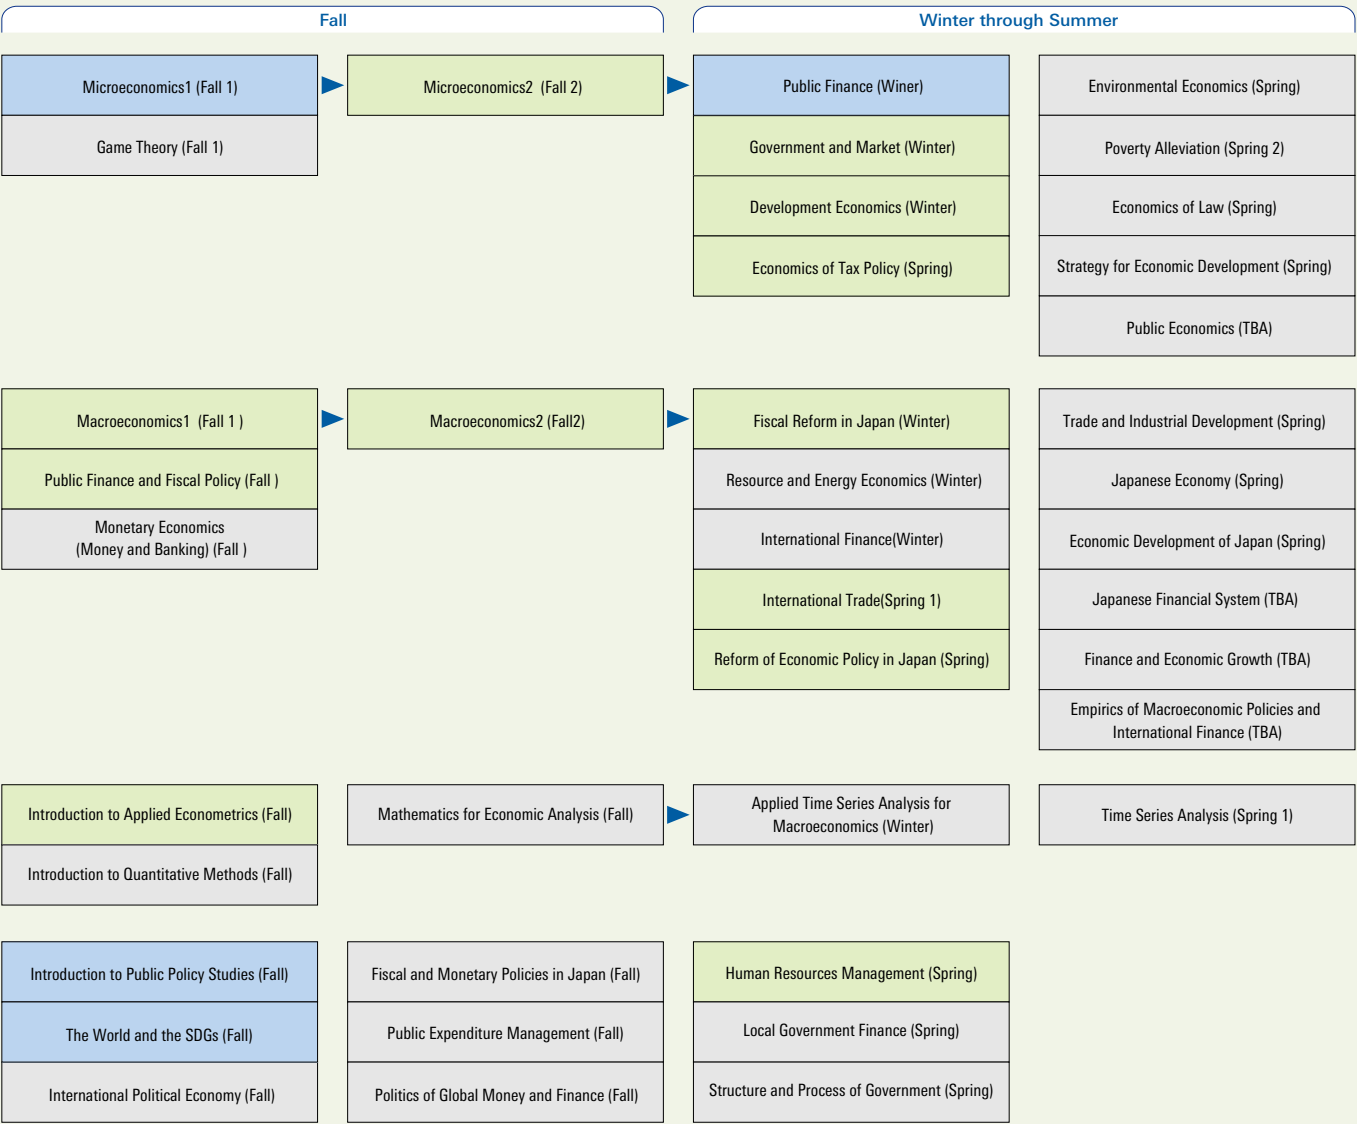 Fall
Winter through Summer
Microeconomics1 (Fall 1)
Microeconomics2  (Fall 2)
Public Finance (Winer)
Environmental Economics (Spring)
Game Theory (Fall 1)
Government and Market (Winter)
Poverty Alleviation (Spring 2)
Development Economics (Winter)
Economics of Law (Spring)
Economics of Tax Policy (Spring)
Strategy for Economic Development (Spring)
Public Economics (TBA)
Macroeconomics1  (Fall 1 )
Macroeconomics2 (Fall2)
Fiscal Reform in Japan (Winter)
Trade and Industrial Development (Spring)
Public Finance and Fiscal Policy (Fall )
Resource and Energy Economics (Winter)
Japanese Economy (Spring)
Monetary Economics
(Money and Banking) (Fall )
International Finance(Winter)
Economic Development of Japan (Spring)
International Trade(Spring 1)
Japanese Financial System (TBA)
Reform of Economic Policy in Japan (Spring)
Finance and Economic Growth (TBA)
Empirics of Macroeconomic Policies and
International Finance (TBA)
Introduction to Applied Econometrics (Fall)
Mathematics for Economic Analysis (Fall)
Applied Time Series Analysis for
Macroeconomics (Winter)
Time Series Analysis (Spring 1)
Introduction to Quantitative Methods (Fall)
Introduction to Public Policy Studies (Fall)
Fiscal and Monetary Policies in Japan (Fall)
Human Resources Management (Spring)
The World and the SDGs (Fall)
Public Expenditure Management (Fall)
Local Government Finance (Spring)
International Political Economy (Fall)
Politics of Global Money and Finance (Fall)
Structure and Process of Government (Spring)